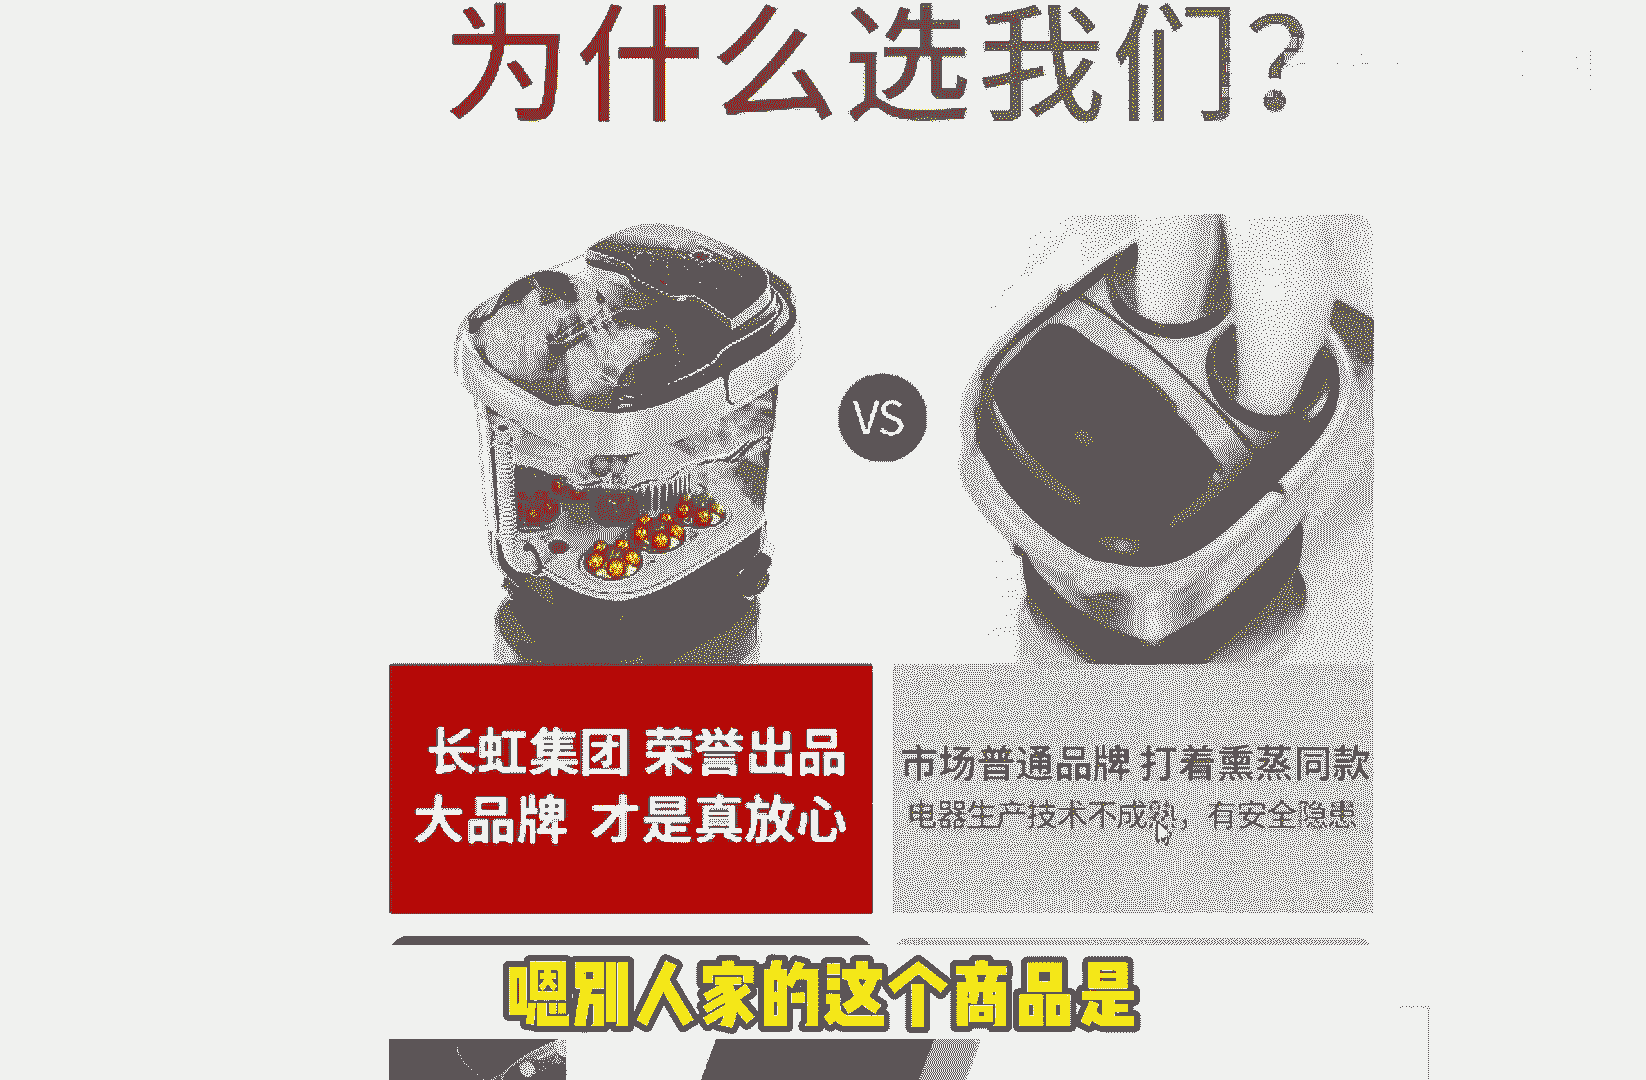 为什么选我们？
VS
长虹集团 荣誉出品
大品牌 才是真放心
市场普通品牌 打着熏蒸同款
电器生产技术不成熟，有安全隐患
嗯别人家的这个商品是